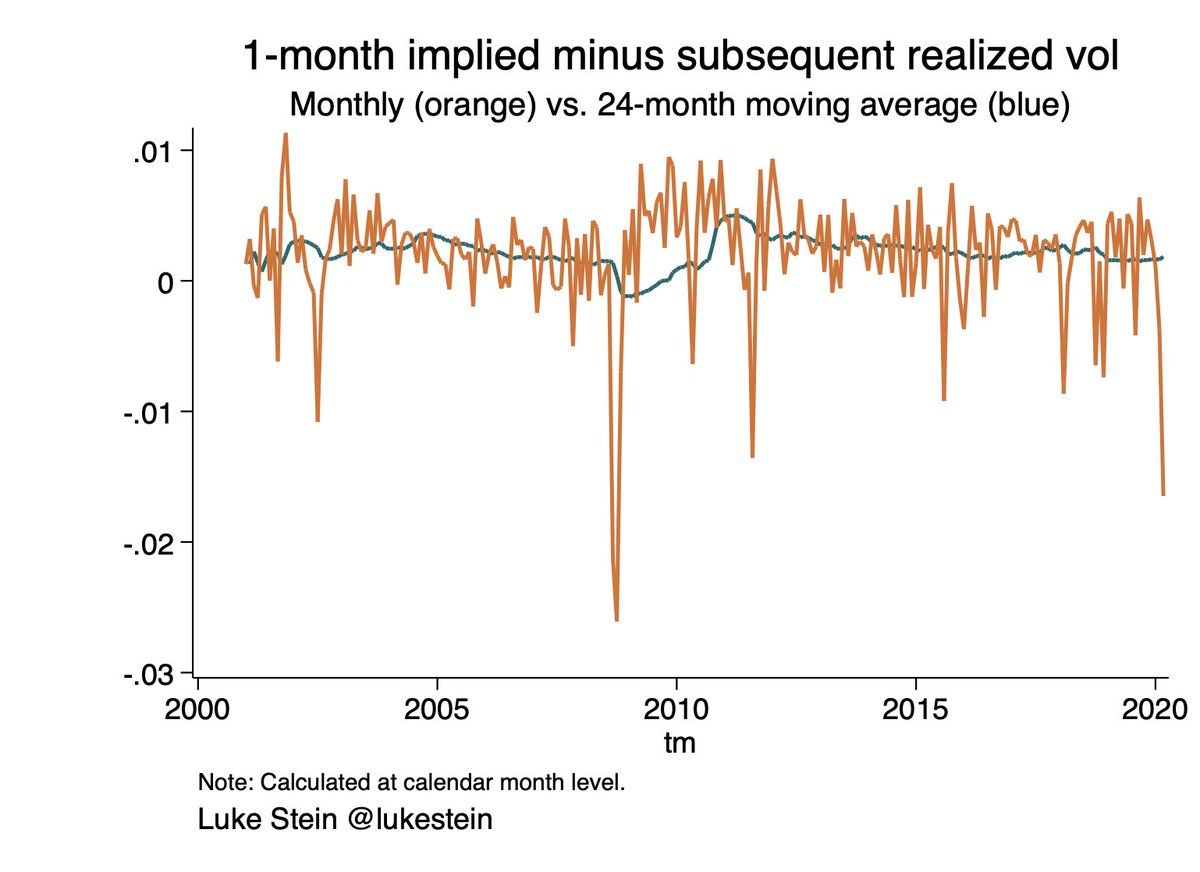 1-month implied minus subsequent realized vol
Monthly (orange) vs. 24-month moving average (blue)
.01
0
-.01
-.02
-.03
2000 2005 2010 2015 2020
tm
Note: Calculated at calendar month level.
Luke Stein @lukestein